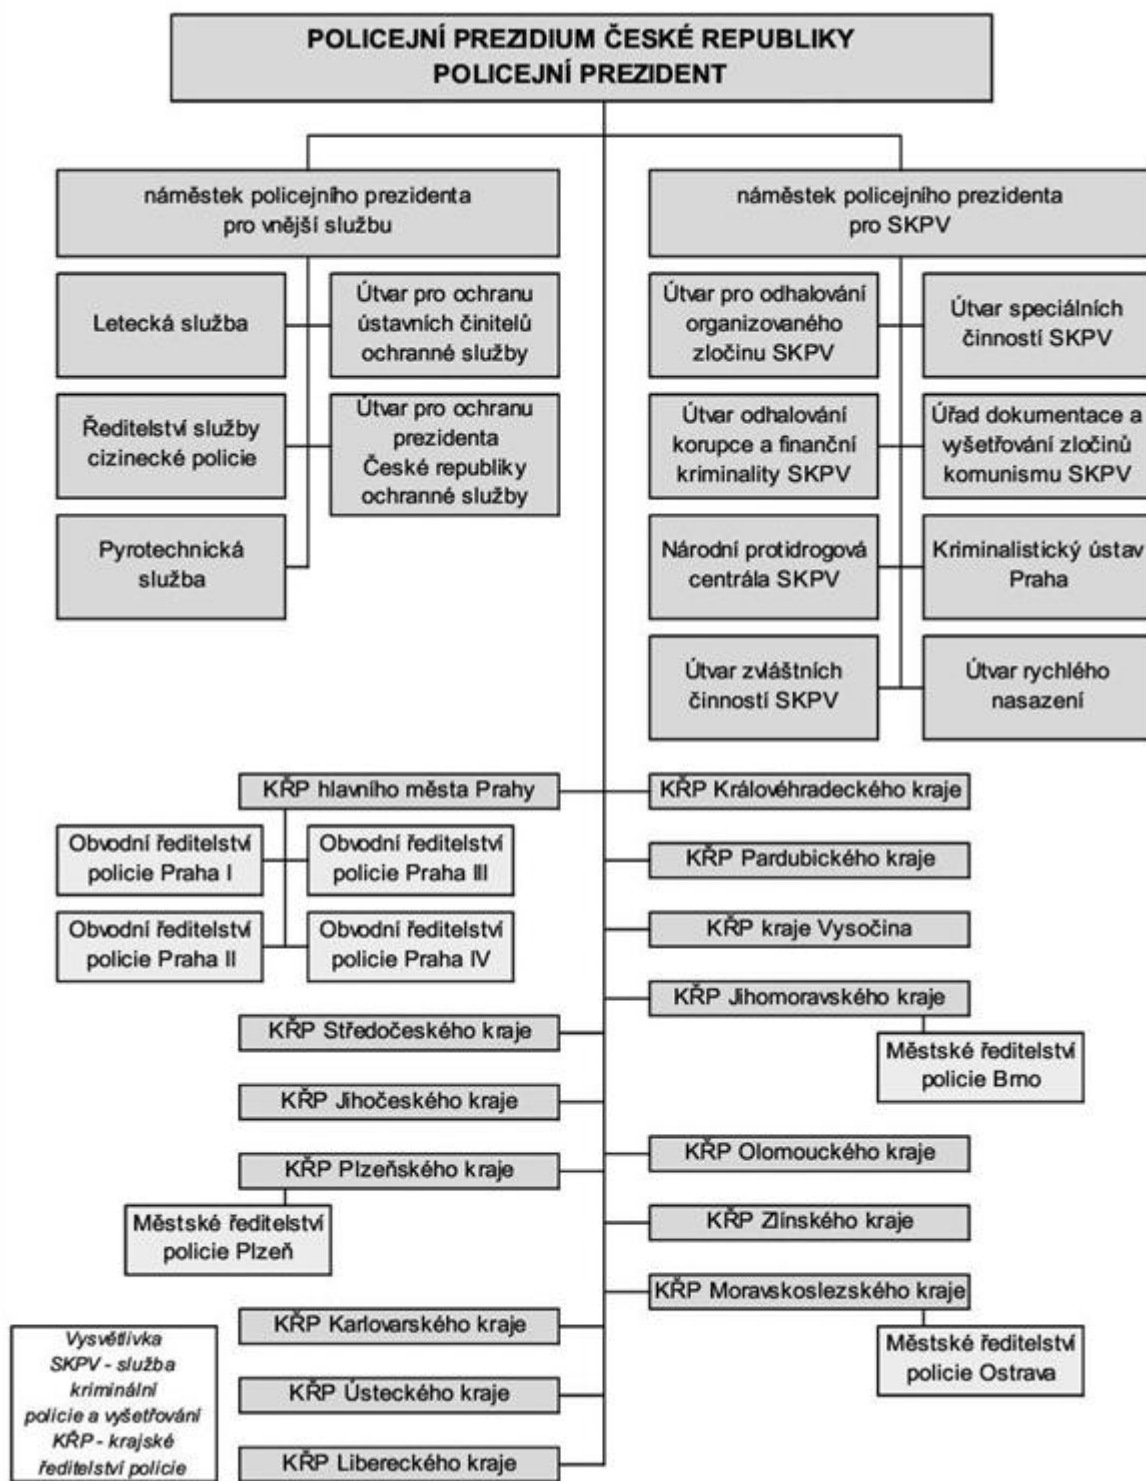 POLICEJNÍ PREZIDIUM ČESKÉ REPUBLIKY
POLICEJNÍ PREZIDENT
náměstek policejního prezidenta
pro vnější službu
náměstek policejního prezidenta
pro SKPV
Letecká služba
Útvar pro ochranu
ústavních činitelů
ochranné služby
Ředitelství služby
cizinecké policie
Útvar pro ochranu
prezidenta
České republiky
ochranné služby
Pyrotechnická
služba
Útvar pro odhalování
organizovaného
zločinu SKPV
Útvar speciálních
činností SKPV
Útvar odhalování
korupce a finanční
kriminality SKPV
Úřad dokumentace a
vyšetřování zločinů
komunismu SKPV
Národní protidrogová
centrála SKPV
Kriminalistický ústav
Praha
Útvar zvláštních
činností SKPV
Útvar rychlého
nasazení
KŘP hlavního města Prahy
Obvodní ředitelství
policie Praha I
Obvodní ředitelství
policie Praha III
Obvodní ředitelství
policie Praha II
Obvodní ředitelství
policie Praha IV
KŘP Středočeského kraje
KŘP Jihočeského kraje
KŘP Plzeňského kraje
Městské ředitelství
policie Plzeň
KŘP Karlovarského kraje
KŘP Ústeckého kraje
KŘP Libereckého kraje
KŘP Královéhradeckého kraje
KŘP Pardubického kraje
KŘP kraje Vysočina
KŘP Jihomoravského kraje
Městské ředitelství
policie Brno
KŘP Olomouckého kraje
KŘP Zlínského kraje
KŘP Moravskoslezského kraje
Městské ředitelství
policie Ostrava
Vysvětlivka
SKPV - služba
kriminální
policie a vyšetřování
KŘP - krajské
ředitelství policie